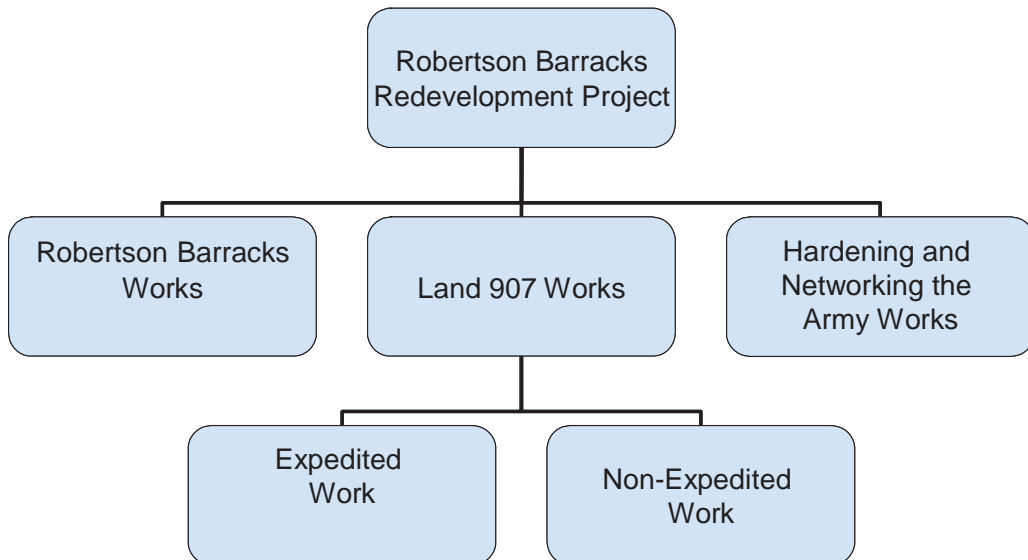 Robertson Barracks
Redevelopment Project
Robertson Barracks
Works
Land 907 Works
Hardening and
Networking the
Army Works
Expedited
Work
Non-Expedited
Work